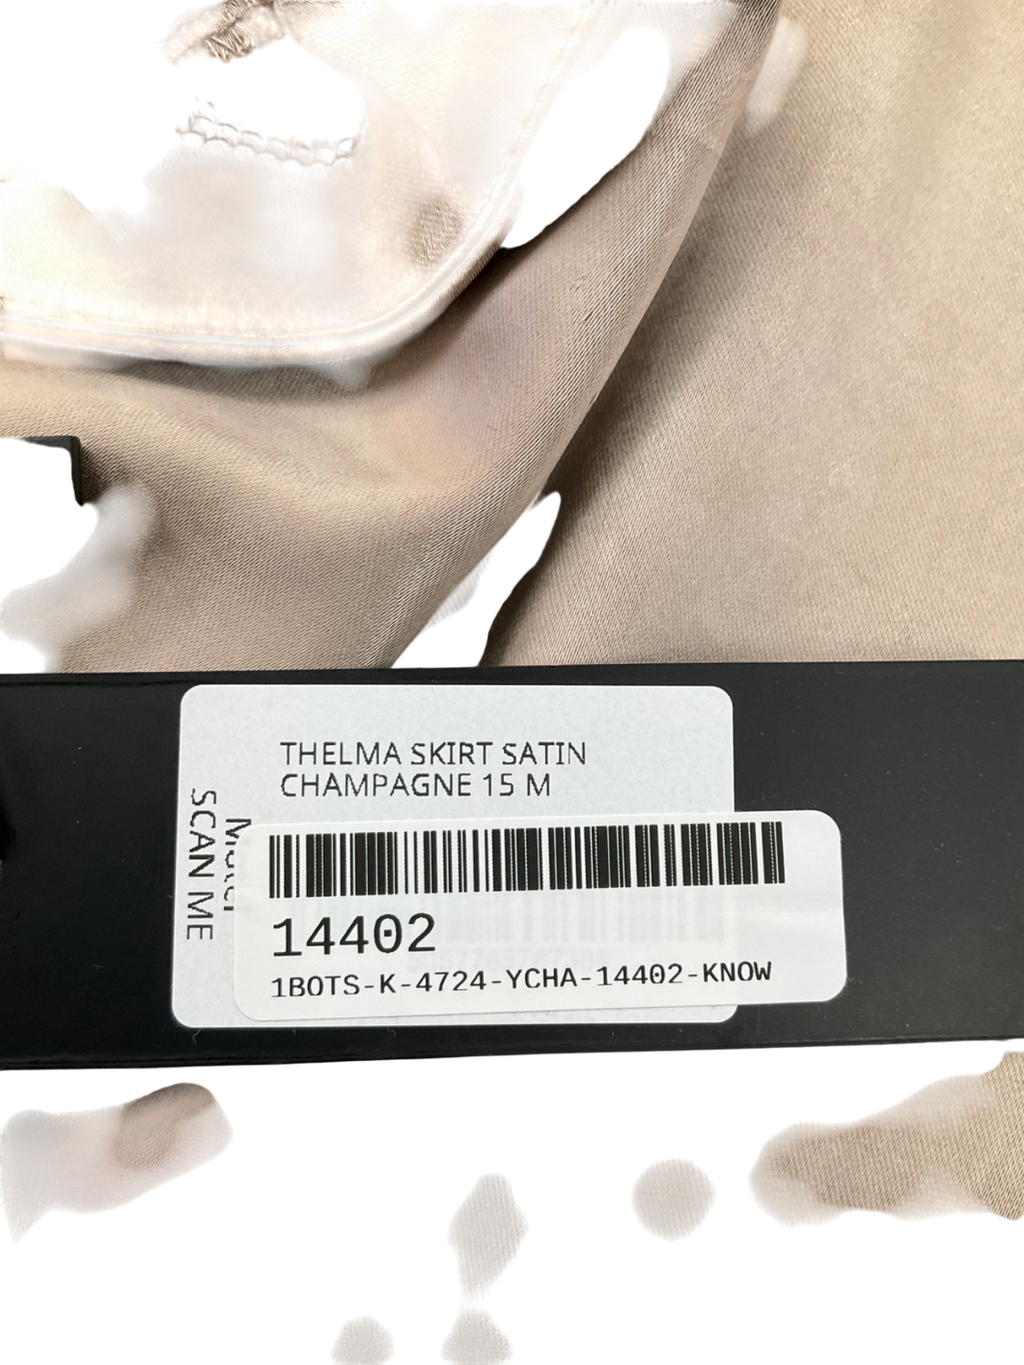 THELMA SKIRT SATIN
CHAMPAGNE 15 M
SCAN ME
14402
1BOTS-K-4724-YCHA-14402-KNOW